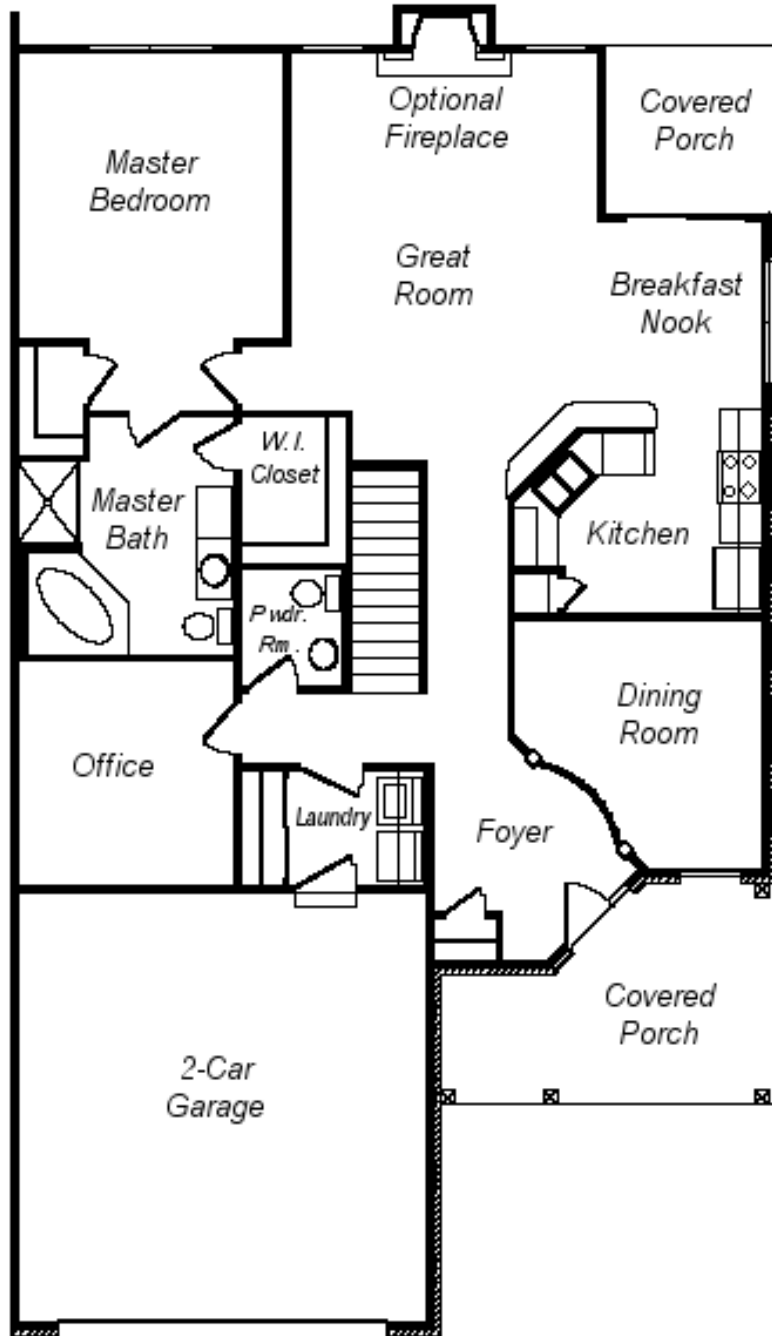 Optional
Fireplace
Covered
Porch
Master
Bedroom
Great
Room
Breakfast
Nook
W.I.
Closet
Master
Bath
Kitchen
Pwdr.
Rm.
Dining
Room
Office
Laundry
Foyer
Covered
Porch
2-Car
Garage